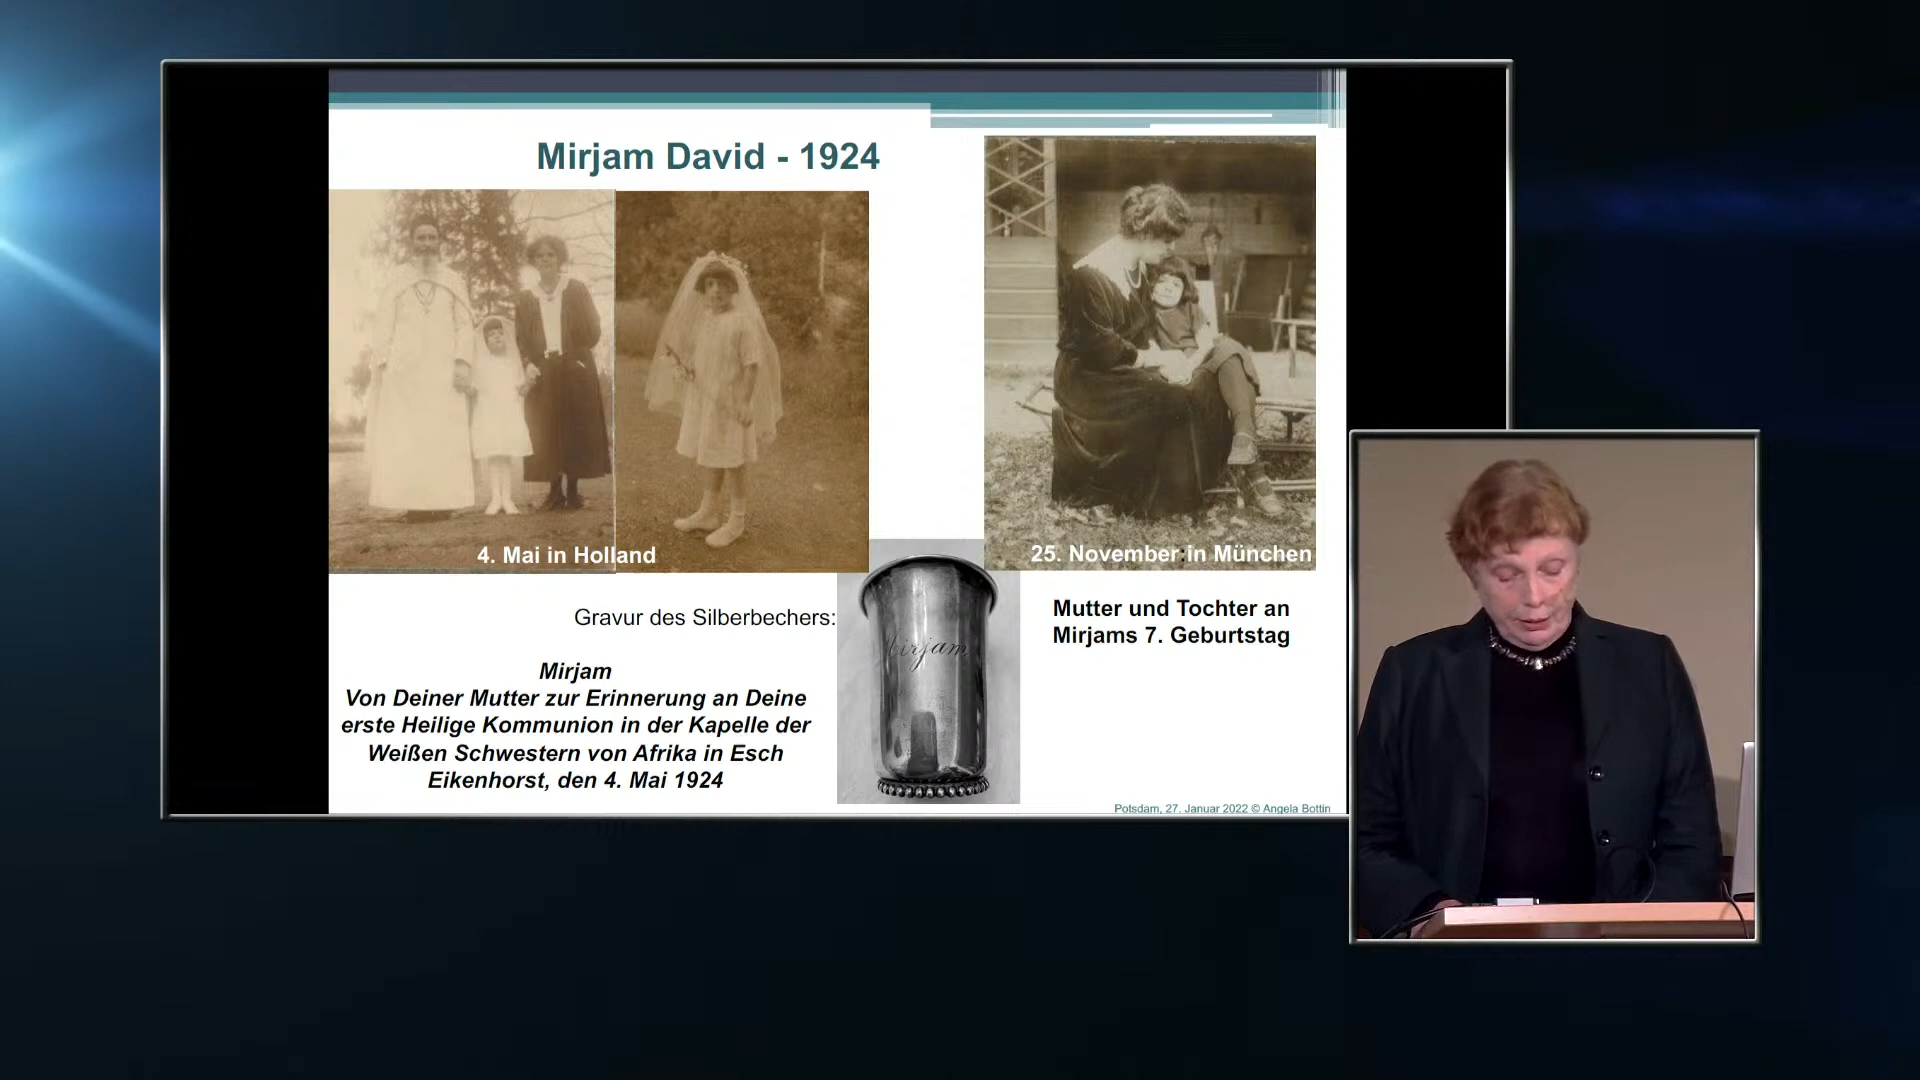 Mirjam David - 1924
4. Mai in Holland
25. November in München
Gravur des Silberbechers:
Mirjam
Mirjam
Von Deiner Mutter zur Erinnerung an Deine
erste Heilige Kommunion in der Kapelle der
Weißen Schwestern von Afrika in Esch
Eikenhorst, den 4. Mai 1924
Mutter und Tochter an
Mirjams 7. Geburtstag
Potsdam, 27. Januar 2022 © Angela Bottin